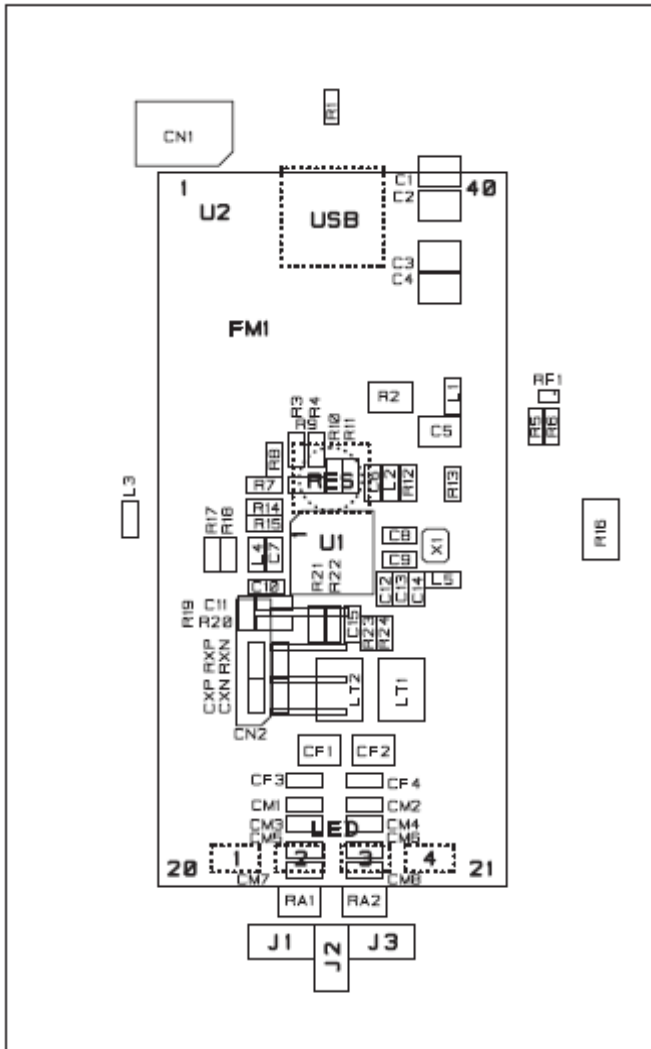 R1
CN1
1
U2
USB
C1
C2
40
C3
C4
FM1
R2
L1
RF1
R3
R4
R9
R10
R11
C5
R5
R6
R8
R7
RES
C6
L2
R12
R13
L3
R14
R15
R17
R18
1
U1
C8
C9
X1
R16
L4
C7
R21
R22
C10
C12
C13
C14
L5
R19
C11
R20
C15
R23
R24
CXP RXP
CXN RXN
LT2
LT1
CN2
CF1
CF2
CF3
CF4
CM1
CM2
CM3
LED
CM4
CM5
CM6
20
1
2
3
4
21
CM7
CM8
RA1
RA2
J1
J2
J3